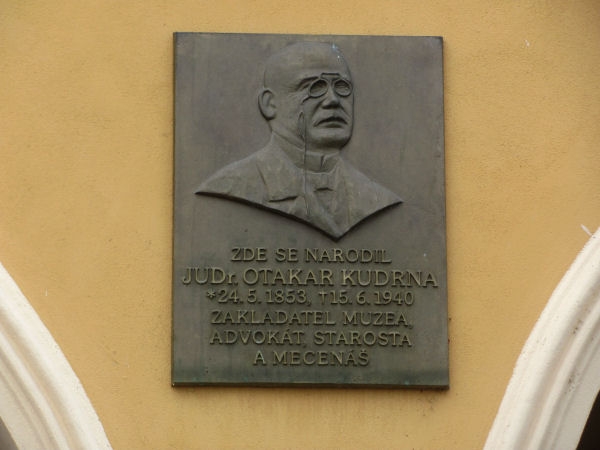 ZDE SE NARODIL
JUDr. OTAKAR KUDRNA
*24. 5. 1853, †15. 6. 1940
ZAKLADATEL MUZEA,
ADVOKÁT, STAROSTA
A MECENÁŠ